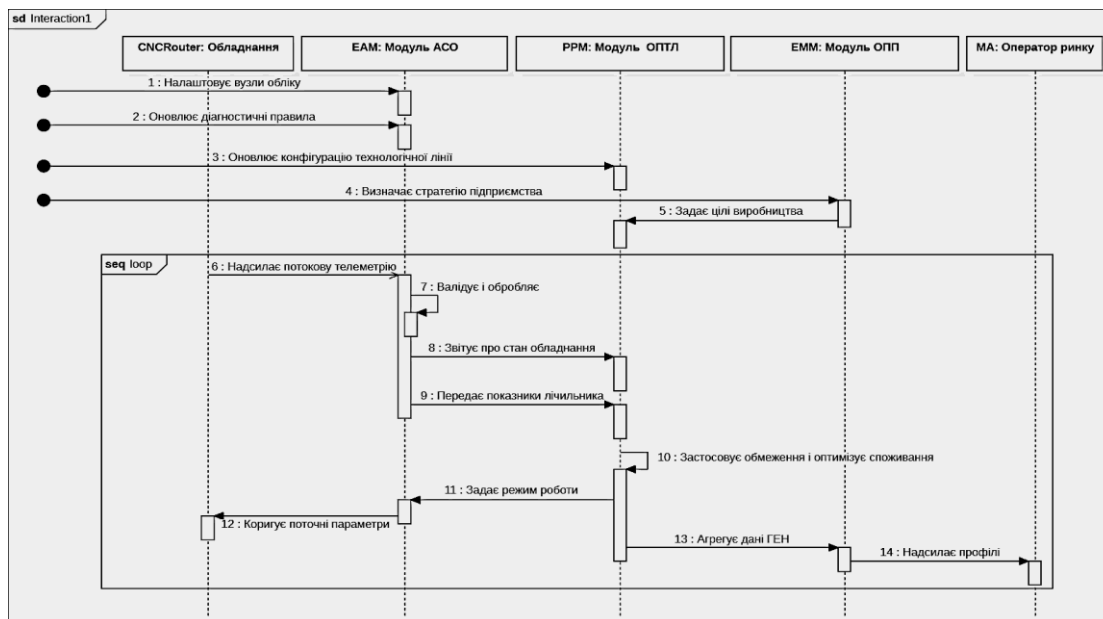 sd Interaction1
CNCRouter: Обладнання
EAM: Модуль АСО
PPM: Модуль ОПТЛ
EMM: Модуль ОПП
MA: Оператор ринку
1 : Налаштовує вузли обліку
2 : Оновлює діагностичні правила
3 : Оновлює конфігурацію технологічної лінії
4 : Визначає стратегію підприємства
5 : Задає цілі виробництва
seq loop
6 : Надсилає потокову телеметрію
7 : Валідує і обробляє
8 : Звітує про стан обладнання
9 : Передає показники лічильника
10 : Застосовує обмеження і оптимізує споживання
11 : Задає режим роботи
12 : Коригує поточні параметри
13 : Агрегує дані ГЕН
14 : Надсилає профілі